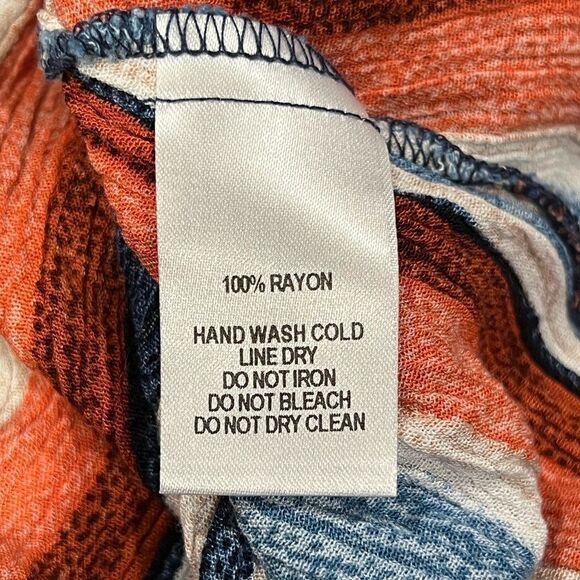 100% RAYON
HAND WASH COLD
LINE DRY
DO NOT IRON
DO NOT BLEACH
DO NOT DRY CLEAN